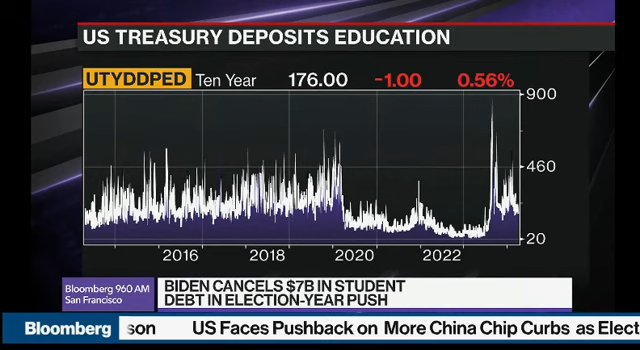 US TREASURY DEPOSITS EDUCATION
UTYDDPED Ten Year 176.00 -1.00 0.56%
900
460
20
2016 2018 2020 2022
Bloomberg 960 AM
San Francisco
BIDEN CANCELS $7B IN STUDENT
DEBT IN ELECTION-YEAR PUSH
Bloomberg son US Faces Pushback on More China Chip Curbs as Elect